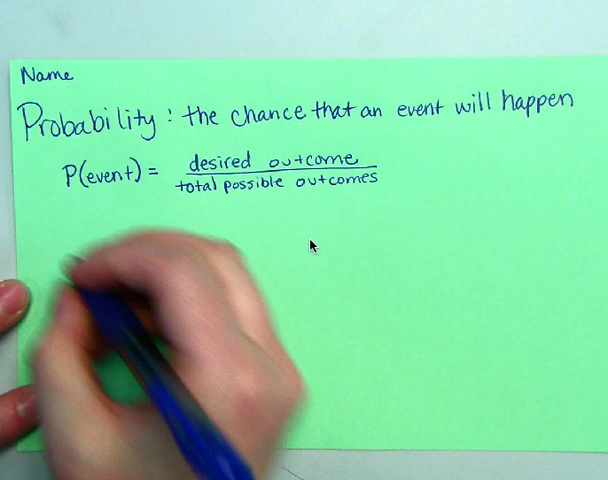 Name
Probability : the chance that an event will happen
P(event) = desired outcome
total possible outcomes